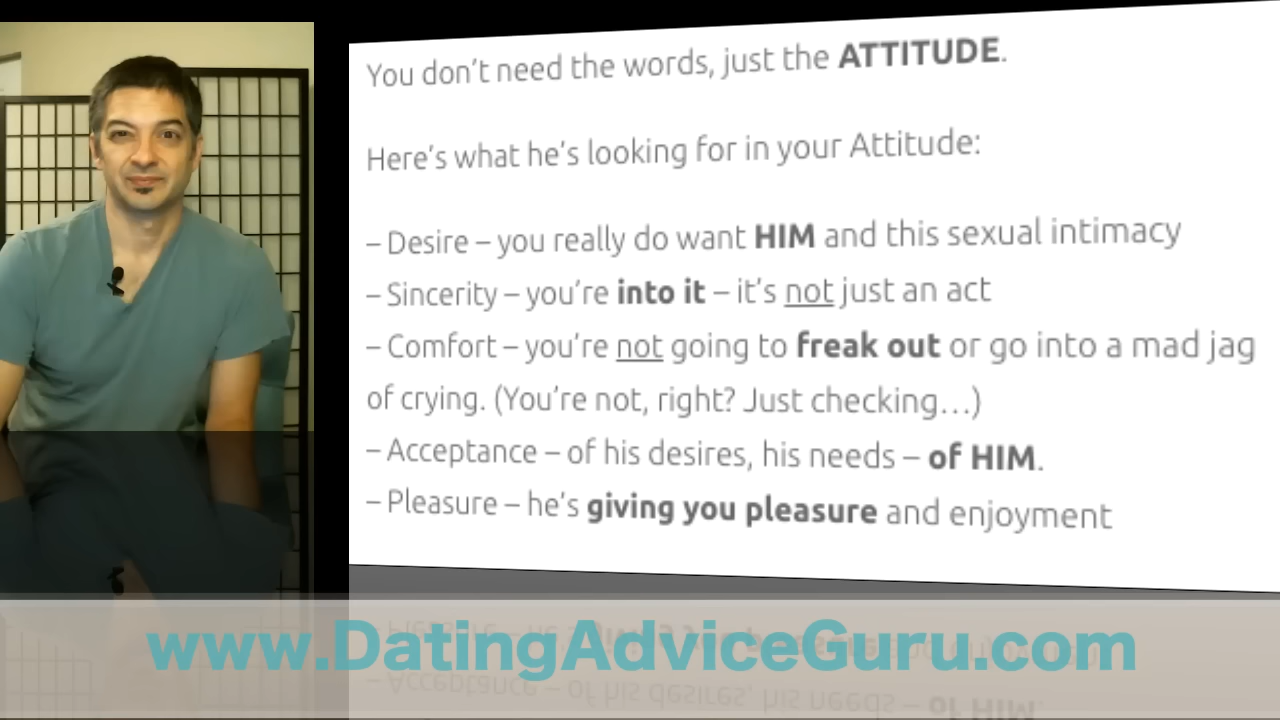 You don't need the words, just the ATTITUDE.
Here's what he's looking for in your Attitude:
– Desire – you really do want HIM and this sexual intimacy
– Sincerity – you're into it – it's not just an act
– Comfort – you're not going to freak out or go into a mad jag
of crying. (You're not, right? Just checking…)
– Acceptance – of his desires, his needs – of HIM.
– Pleasure – he's giving you pleasure and enjoyment
www.DatingAdviceGuru.com